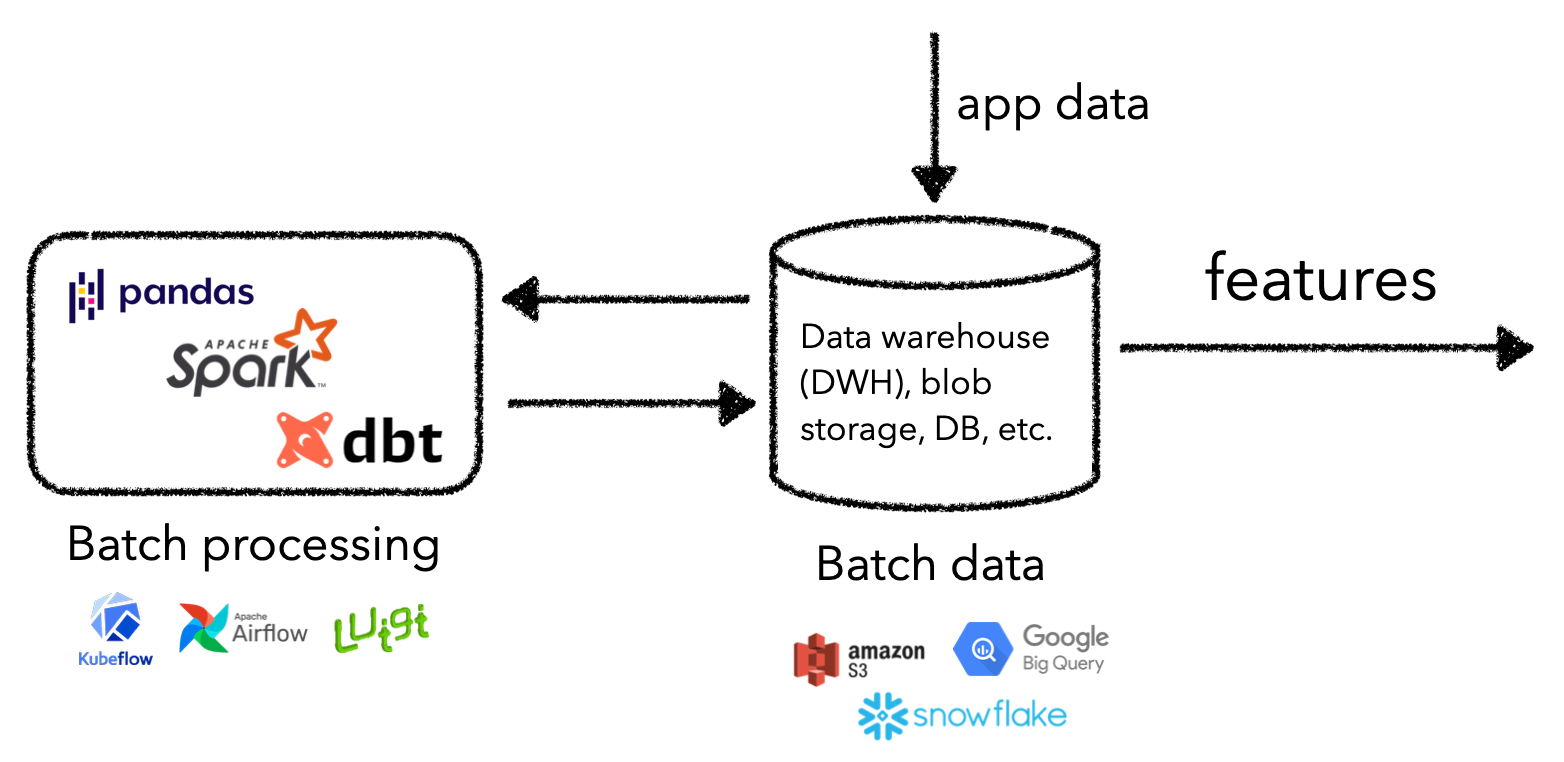 app data
features
pandas
APACHE
Spark
TM
dbt
Data warehouse
(DWH), blob
storage, DB, etc.
Batch processing
Kubeflow
Apache
Airflow
Luigi
Batch data
amazon
S3
Google
Big Query
snowflake